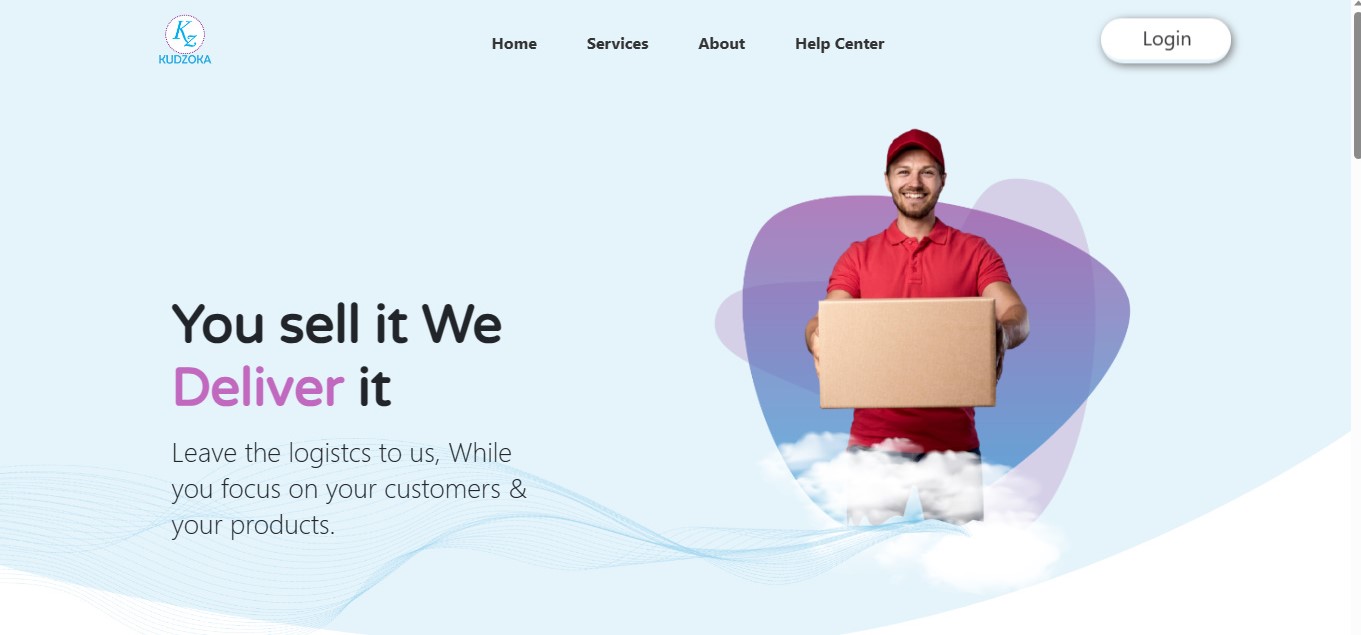 Kz
KUDZOKA
Home Services About Help Center
Login
You sell it We
Deliver it
Leave the logistcs to us, While
you focus on your customers &
your products.